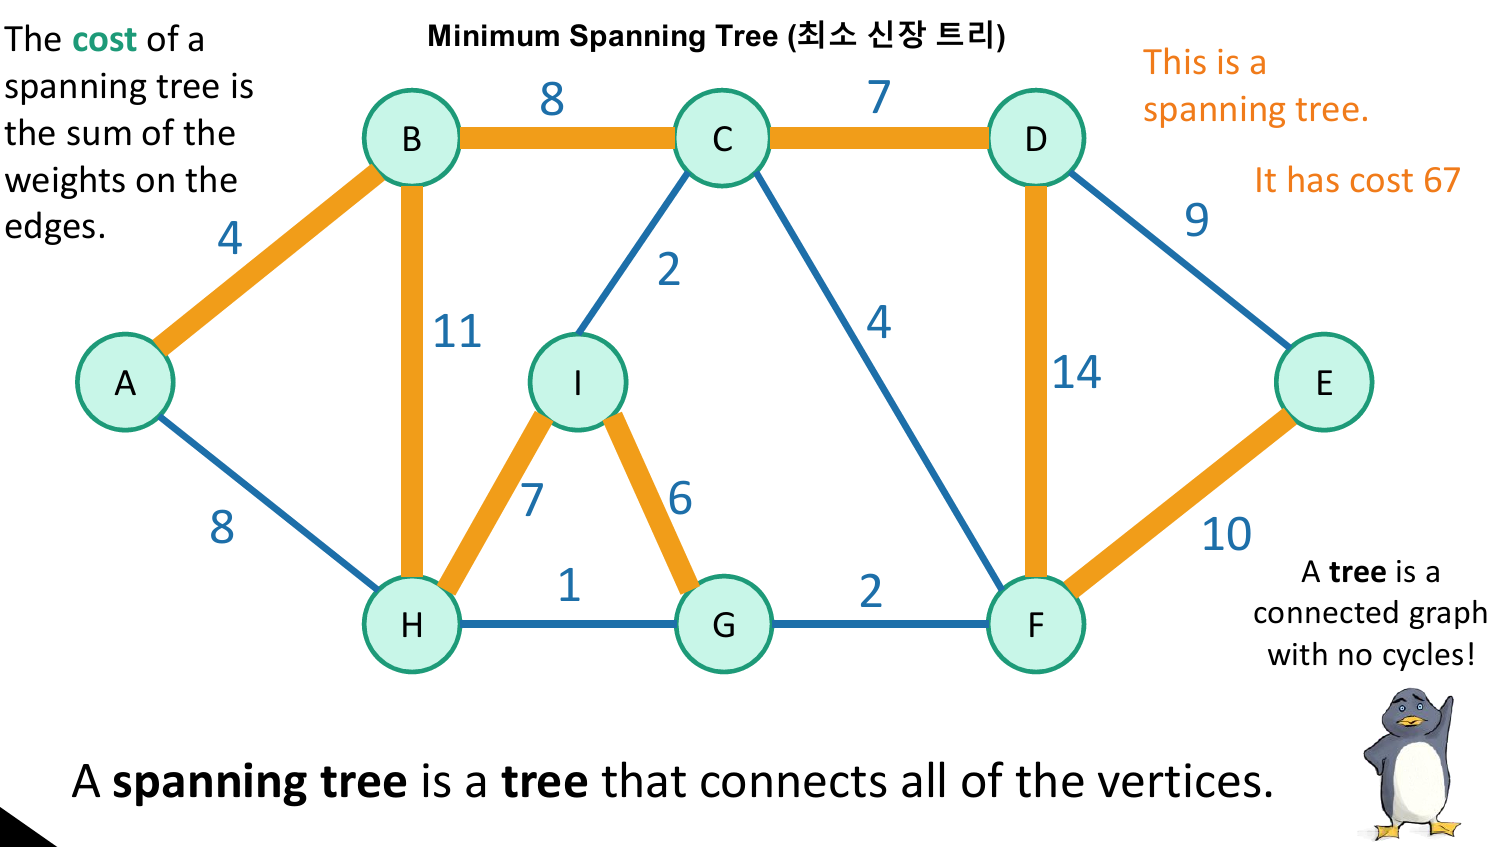 Minimum Spanning Tree (최소 신장 트리)
The cost of a
spanning tree is
the sum of the
weights on the
edges.
This is a
spanning tree.
It has cost 67
8
7
B
C
D
4
9
2
11
4
14
A
I
E
7
6
8
10
1
2
H
G
F
A tree is a
connected graph
with no cycles!
A spanning tree is a tree that connects all of the vertices.